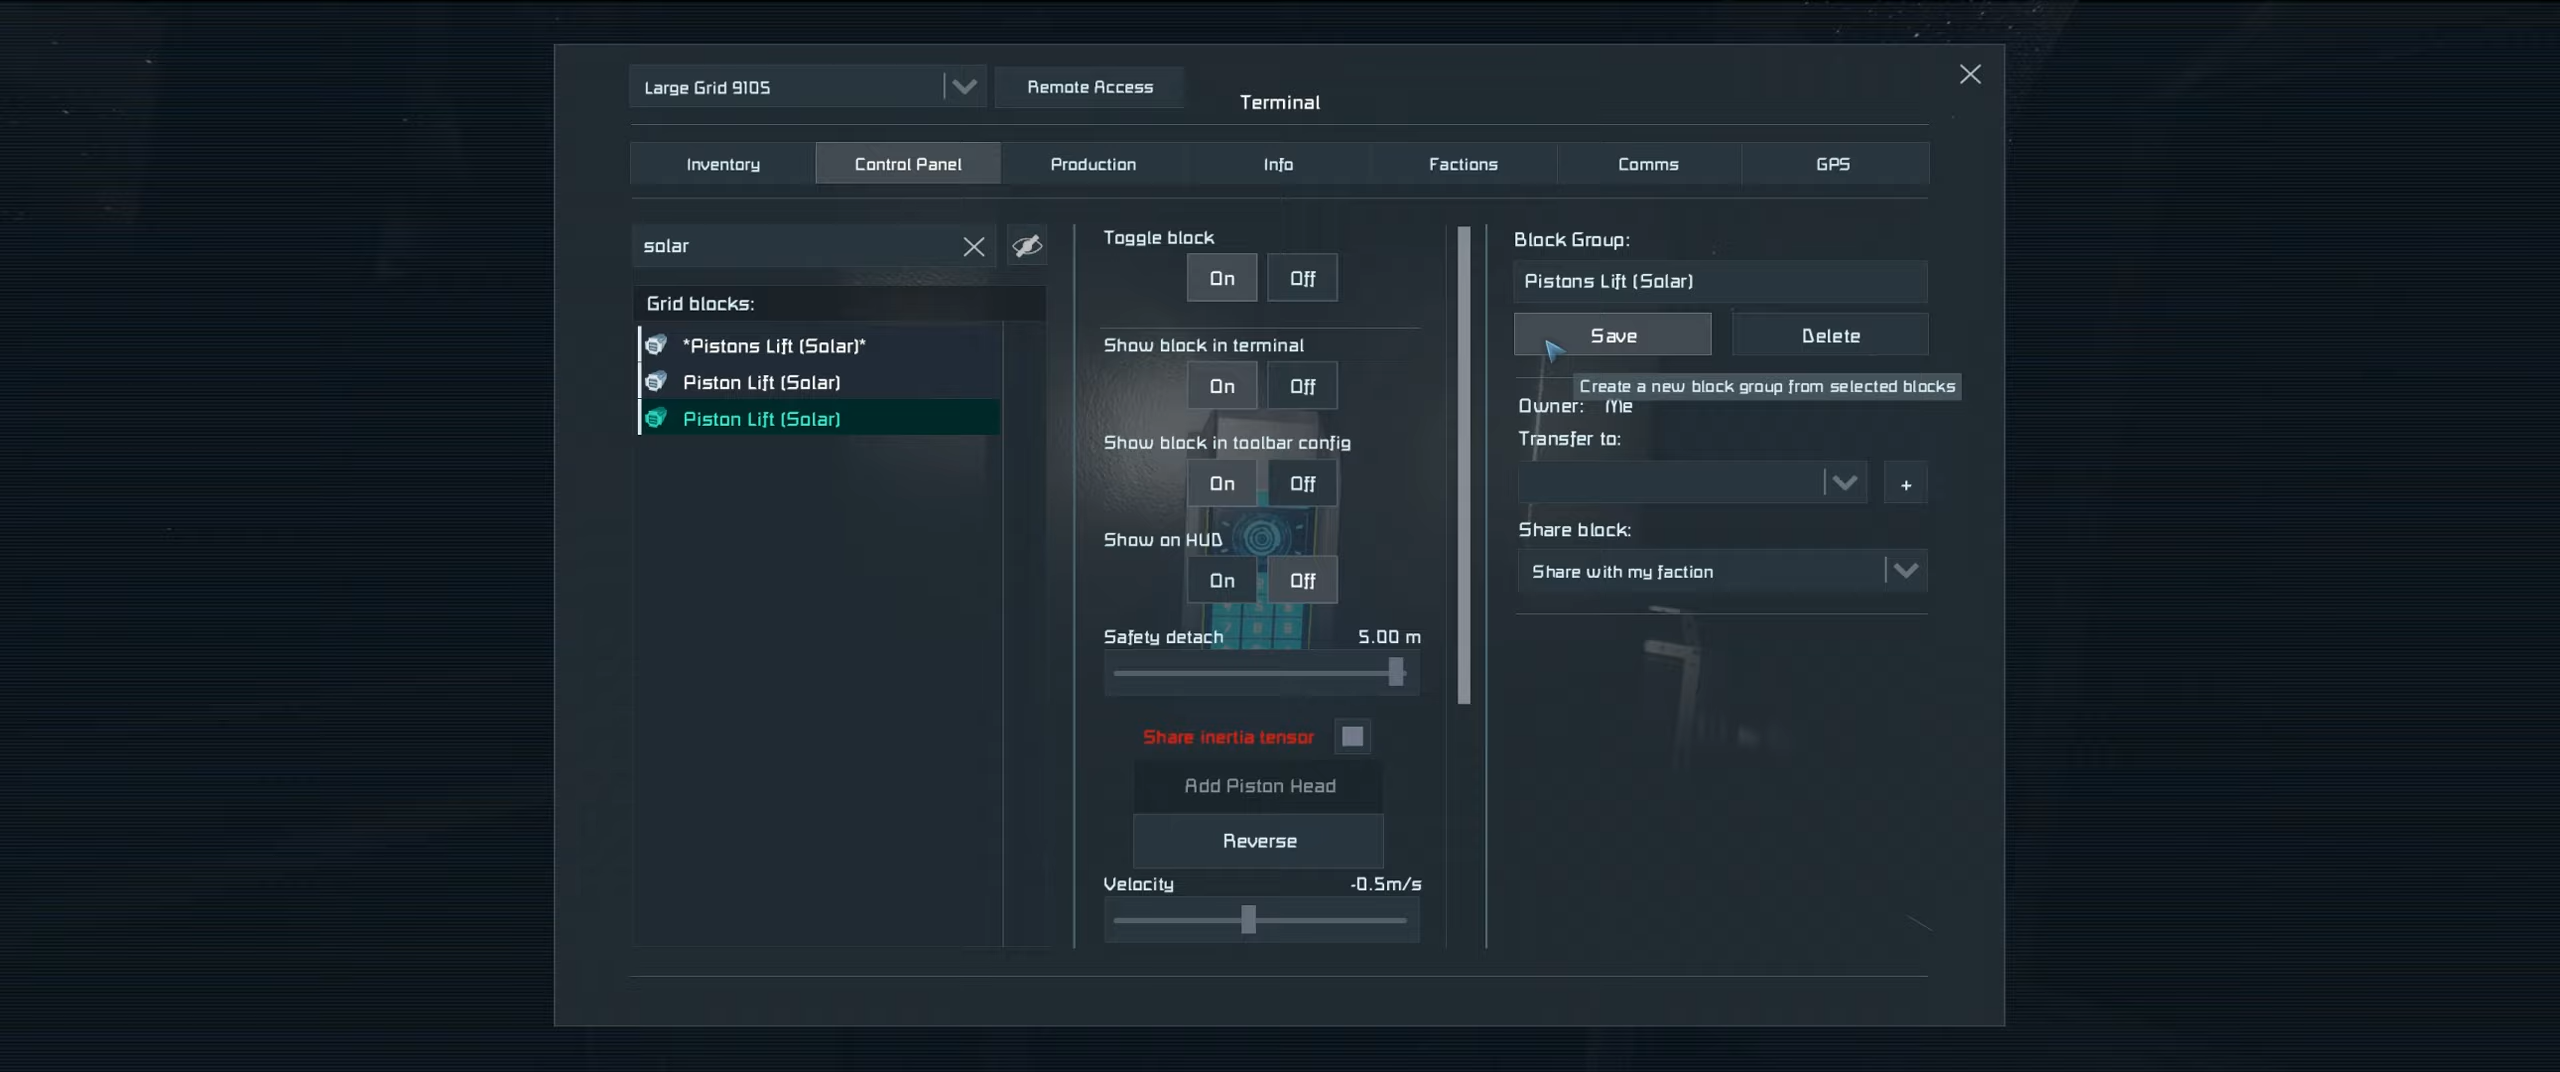 Large Grid 9105
Remote Access
Terminal
Inventory
Control Panel
Production
Info
Factions
Comms
GPS
solar
Grid blocks:
*Pistons Lift (Solar)*
Piston Lift (Solar)
Piston Lift (Solar)
Toggle block
On
Off
Show block in terminal
On
Off
Show block in toolbar config
On
Off
Show on HUD
On
Off
Safety detach
5.00 m
Share inertia tensor
Add Piston Head
Reverse
Velocity
-0.5m/s
Block Group:
Pistons Lift (Solar)
Save
Delete
Create a new block group from selected blocks
Owner: Me
Transfer to:
+
Share block:
Share with my faction